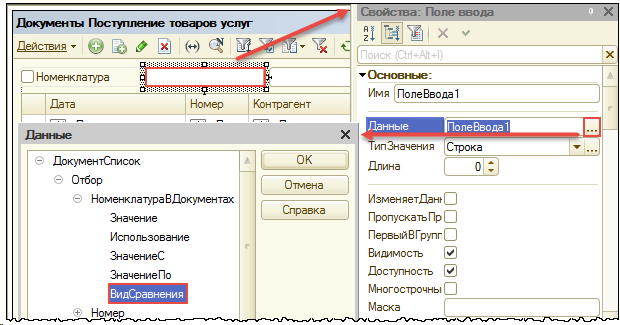 Документы Поступление товаров услуг
Действия
Номенклатура
Дата Номер Контрагент
Данные
ДокументСписок
Отбор
НоменклатураВДокументах
Значение
Использование
ЗначениеС
ЗначениеПо
ВидСравнения
Номер
OK
Отмена
Справка
Свойства: Поле ввода
Поиск (Ctrl+Alt+I)
Основные:
Имя ПолеВвода1
Данные ПолеВвода1 ...
ТипЗначения Строка ...
Длина 0
ИзменяетДанн
ПропускатьПр
ПервыйВГрупп
Видимость
Доступность
Многострочны
Маска